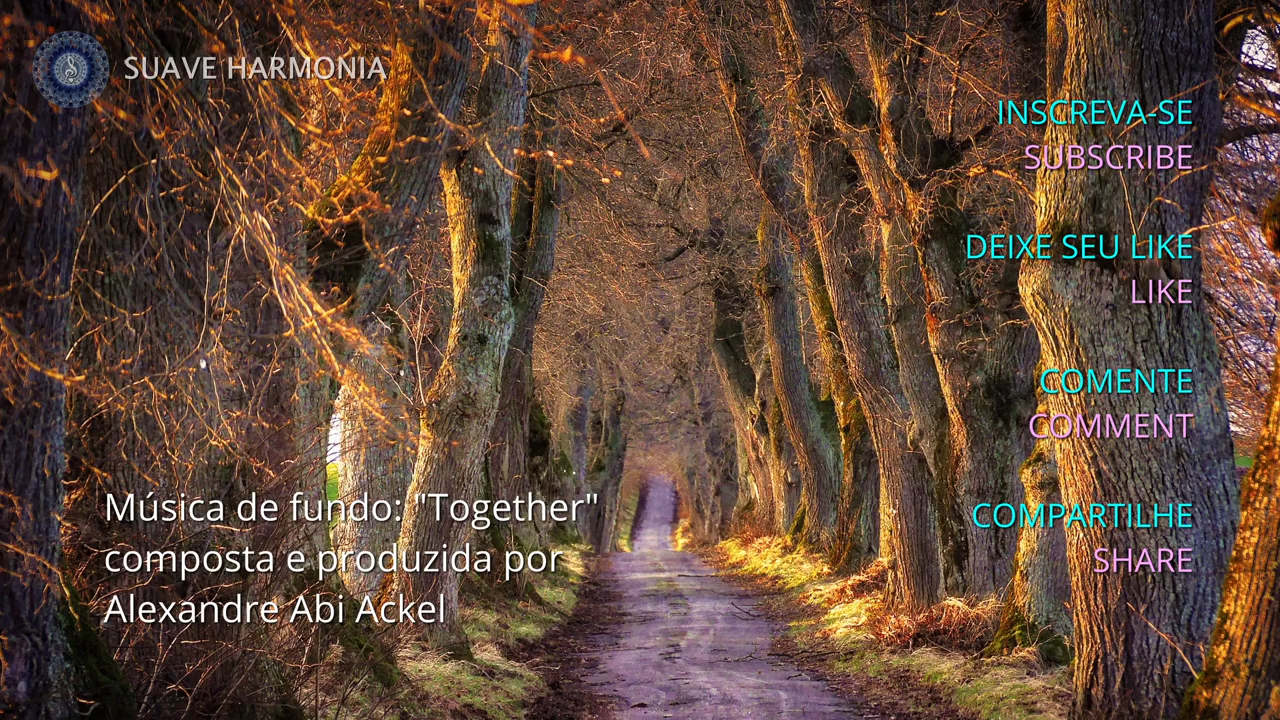 SUAVE HARMONIA
INSCREVA-SE
SUBSCRIBE
DEIXE SEU LIKE
LIKE
COMENTE
COMMENT
COMPARTILHE
SHARE
Música de fundo: "Together"
composta e produzida por
Alexandre Abi Ackel